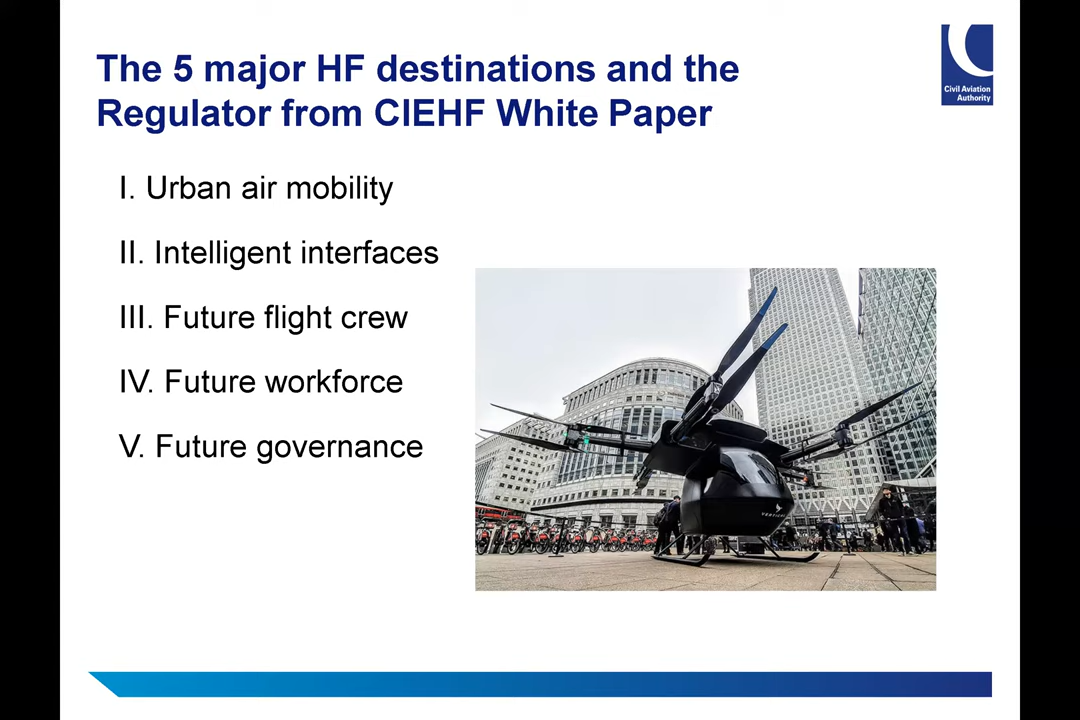 The 5 major HF destinations and the
Regulator from CIEHF White Paper
Civil Aviation
Authority
I. Urban air mobility
II. Intelligent interfaces
III. Future flight crew
IV. Future workforce
V. Future governance
VERTICAL